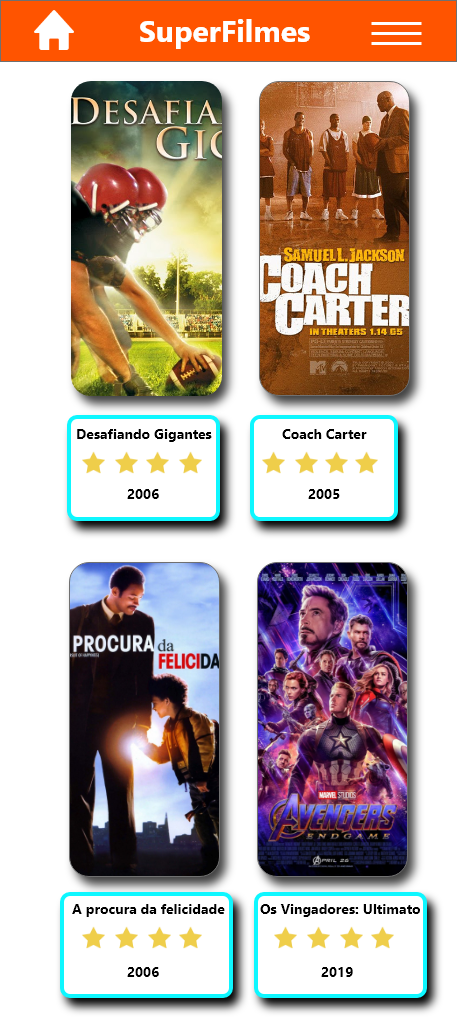 SuperFilmes
DESAFIA
GIG
SAMUEL L. JACKSON
COACH
CARTER
IN THEATERS 1.14 05
Desafiando Gigantes
2006
Coach Carter
2005
PROCURA da
FELICIDA
MARVEL STUDIOS
AVENGERS
ENDGAME
APRIL 26
A procura da felicidade
2006
Os Vingadores: Ultimato
2019